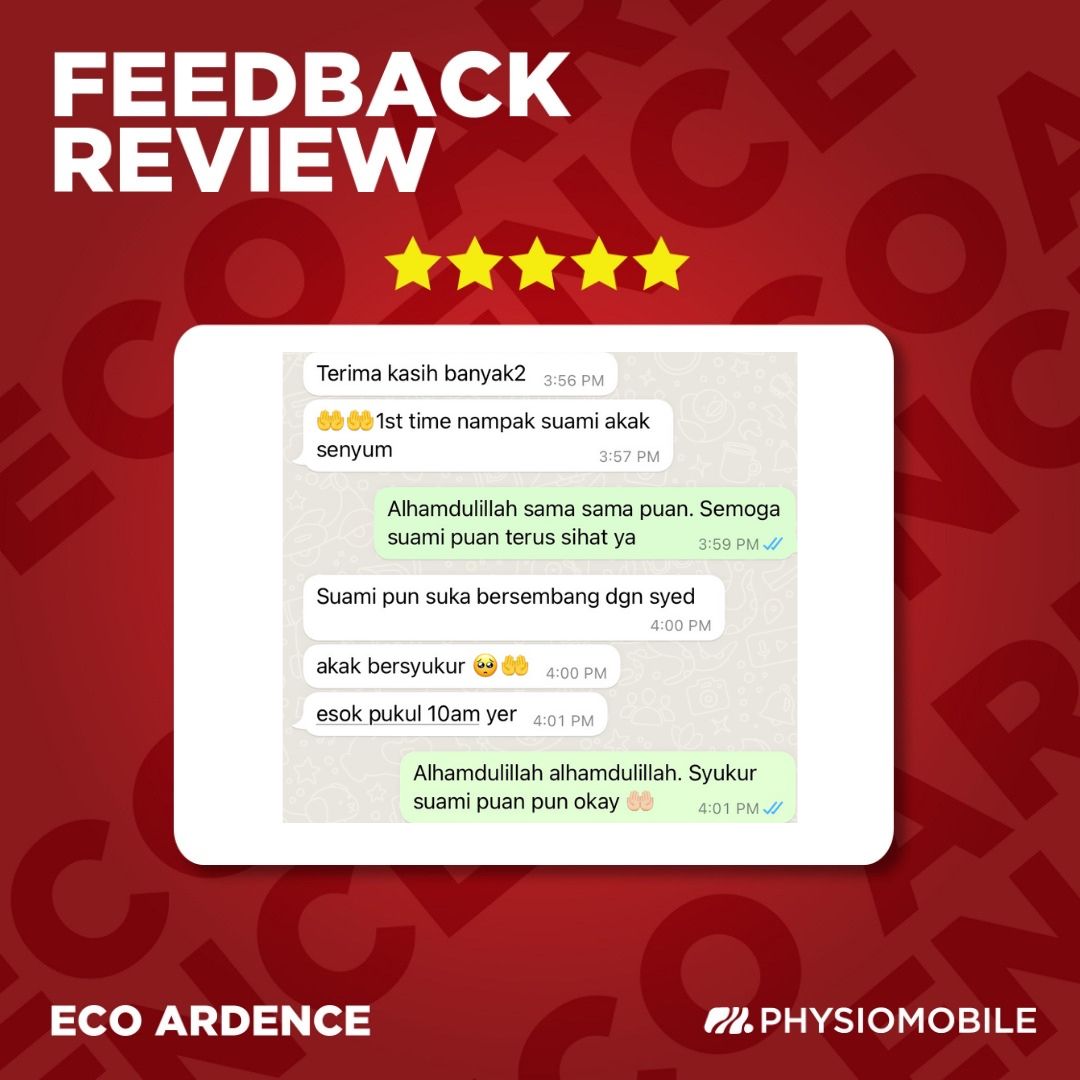 FEEDBACK
REVIEW
Terima kasih banyak2 3:56 PM
🤲🤲1st time nampak suami akak
senyum 3:57 PM
Alhamdulillah sama sama puan. Semoga
suami puan terus sihat ya 3:59 PM
Suami pun suka bersembang dgn syed
4:00 PM
akak bersyukur 🥺🤲 4:00 PM
esok pukul 10am yer 4:01 PM
Alhamdulillah alhamdulillah. Syukur
suami puan pun okay 🤲🏻 4:01 PM
ECO ARDENCE
PHYSIOMOBILE